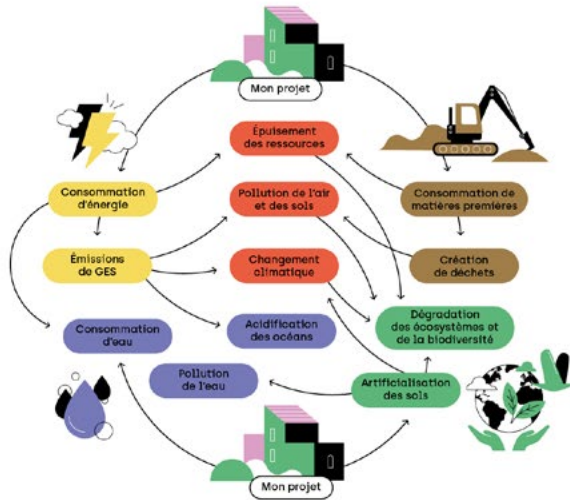 Mon projet
Épuisement
des ressources
Consommation
d'énergie
Pollution de l'air
et des sols
Consommation de
matières premières
Émissions
de GES
Changement
climatique
Création
de déchets
Consommation
d'eau
Acidification
des océans
Dégradation
des écosystèmes et
de la biodiversité
Pollution
de l'eau
Artificialisation
des sols
Mon projet